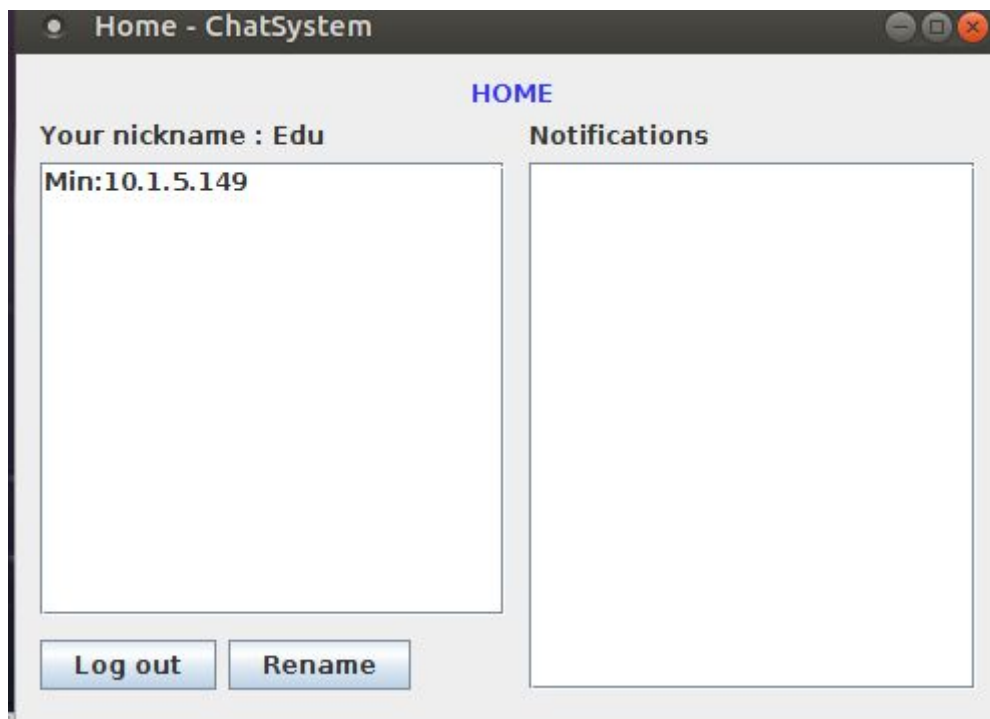 Home - ChatSystem
HOME
Your nickname : Edu
Notifications
Min:10.1.5.149
Log out
Rename